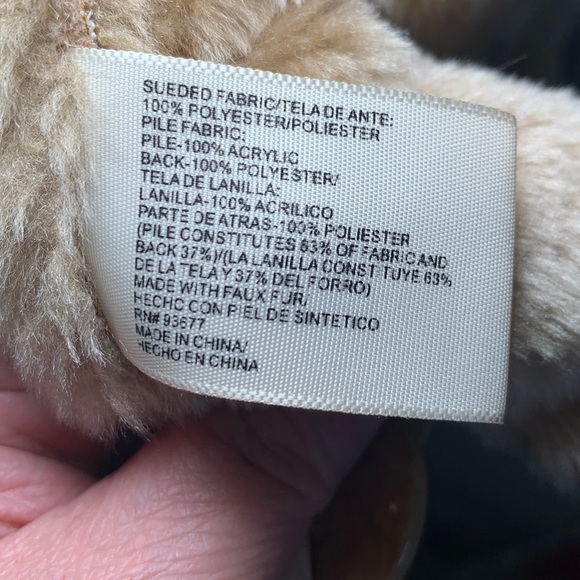 SUEDED FABRIC/TELA DE ANTE:
100% POLYESTER/POLIESTER
PILE FABRIC:
PILE-100% ACRYLIC
BACK-100% POLYESTER/
TELA DE LANILLA:
LANILLA-100% ACRILICO
PARTE DE ATRAS-100% POLIESTER
(PILE CONSTITUTES 63% OF FABRIC AND
BACK 37%)/(LA LANILLA CONST TUYE 63%
DE LA TELA Y 37% DEL FORRO)
MADE WITH FAUX FUR/
HECHO CON PIEL DE SINTETICO
RN# 93677
MADE IN CHINA/
HECHO EN CHINA